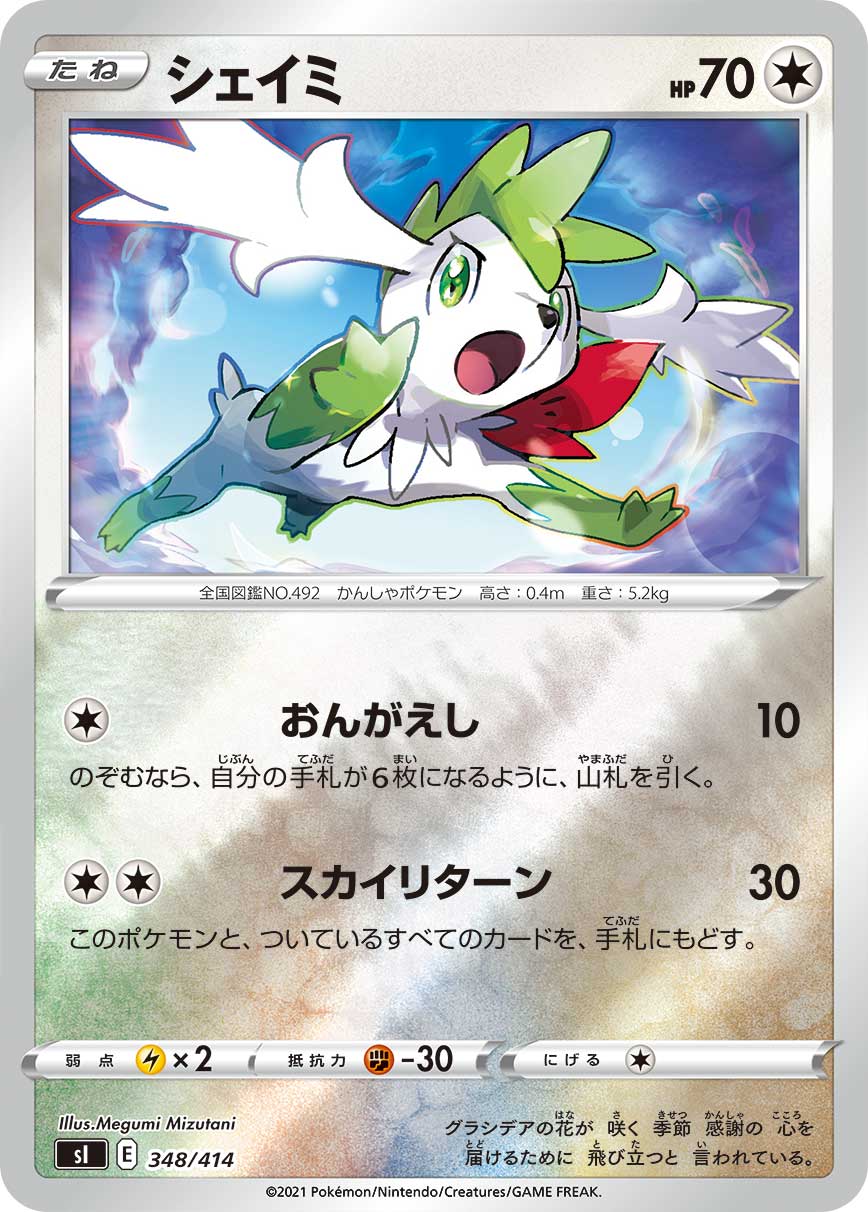 たね シェイミ HP70
全国図鑑NO.492 かんしゃポケモン 高さ:0.4m 重さ:5.2kg
おんがえし 10
のぞむなら、自分の手札が6枚になるように、山札を引く。
スカイリターン 30
このポケモンと、ついているすべてのカードを、手札にもどす。
弱点 ×2 抵抗力 -30 にげる
Illus.Megumi Mizutani
sI E 348/414
グラシデアの花が 咲く 季節 感謝の 心を
届けるために 飛び立つと 言われている。
©2021 Pokémon/Nintendo/Creatures/GAME FREAK.